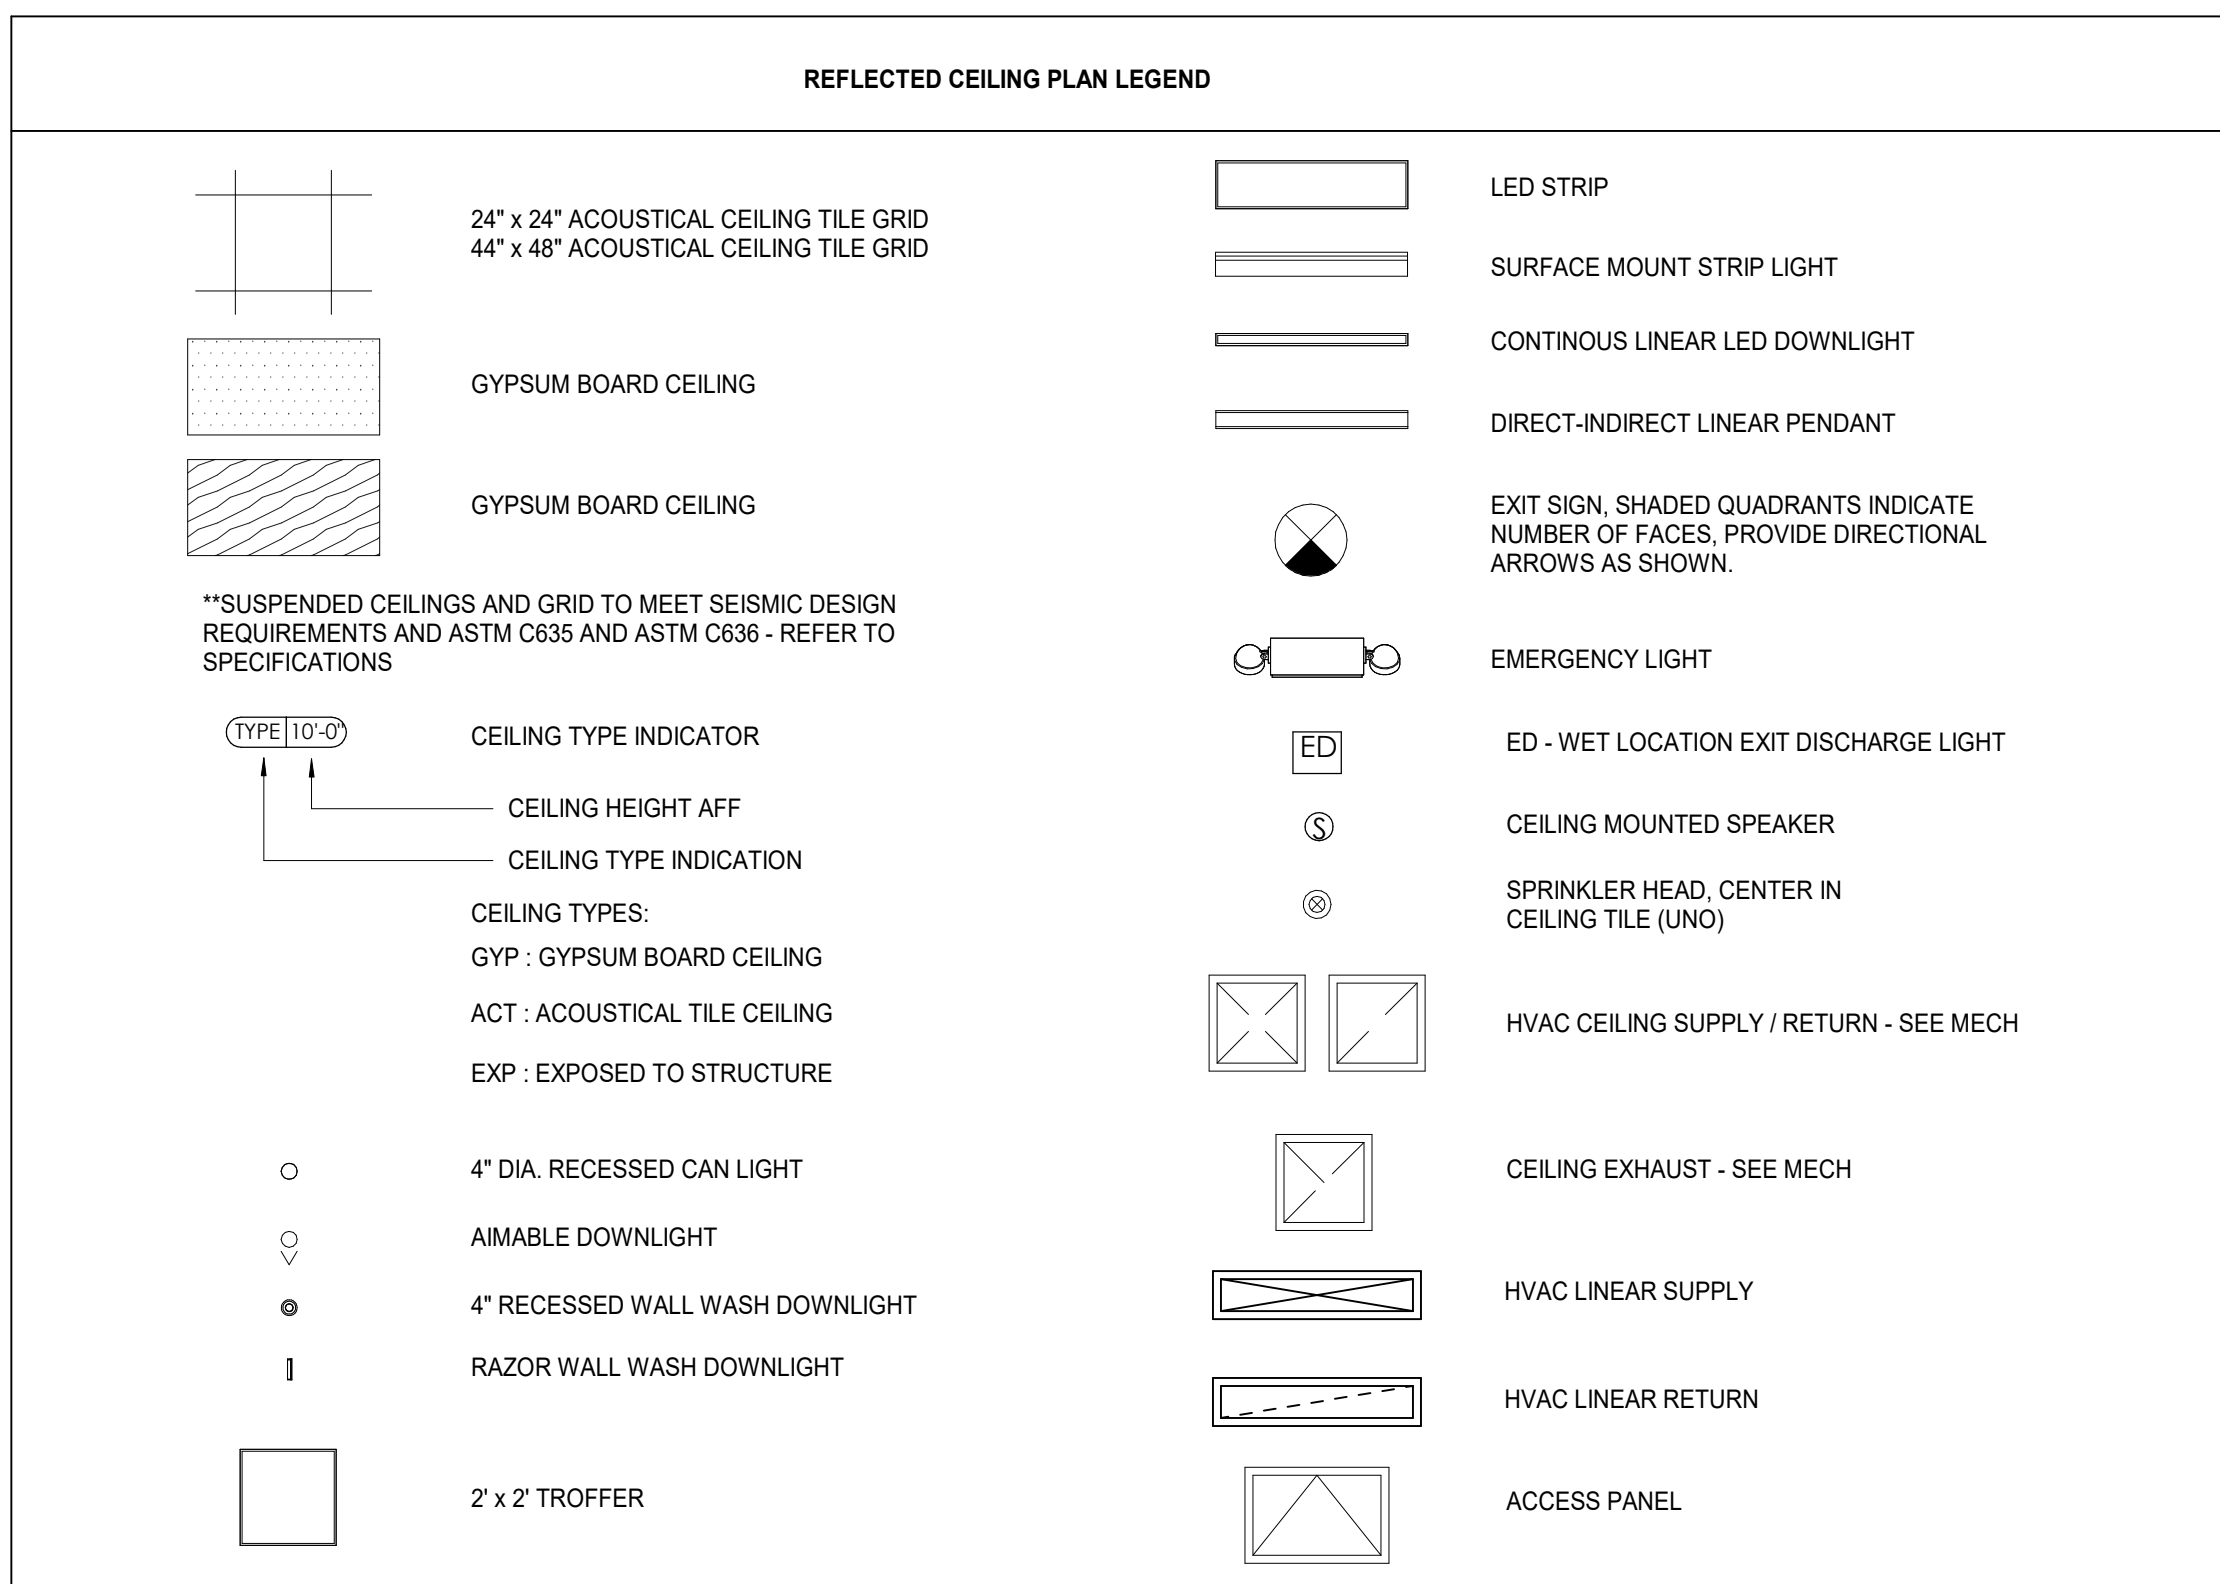 REFLECTED CEILING PLAN LEGEND
24" x 24" ACOUSTICAL CEILING TILE GRID
44" x 48" ACOUSTICAL CEILING TILE GRID
GYPSUM BOARD CEILING
GYPSUM BOARD CEILING
**SUSPENDED CEILINGS AND GRID TO MEET SEISMIC DESIGN
REQUIREMENTS AND ASTM C635 AND ASTM C636 - REFER TO
SPECIFICATIONS
TYPE 10'-0"
CEILING TYPE INDICATOR
CEILING HEIGHT AFF
CEILING TYPE INDICATION
CEILING TYPES:
GYP : GYPSUM BOARD CEILING
ACT : ACOUSTICAL TILE CEILING
EXP : EXPOSED TO STRUCTURE
4" DIA. RECESSED CAN LIGHT
AIMABLE DOWNLIGHT
4" RECESSED WALL WASH DOWNLIGHT
RAZOR WALL WASH DOWNLIGHT
2' x 2' TROFFER
LED STRIP
SURFACE MOUNT STRIP LIGHT
CONTINOUS LINEAR LED DOWNLIGHT
DIRECT-INDIRECT LINEAR PENDANT
EXIT SIGN, SHADED QUADRANTS INDICATE
NUMBER OF FACES, PROVIDE DIRECTIONAL
ARROWS AS SHOWN.
EMERGENCY LIGHT
ED
ED - WET LOCATION EXIT DISCHARGE LIGHT
S
CEILING MOUNTED SPEAKER
SPRINKLER HEAD, CENTER IN
CEILING TILE (UNO)
HVAC CEILING SUPPLY / RETURN - SEE MECH
CEILING EXHAUST - SEE MECH
HVAC LINEAR SUPPLY
HVAC LINEAR RETURN
ACCESS PANEL